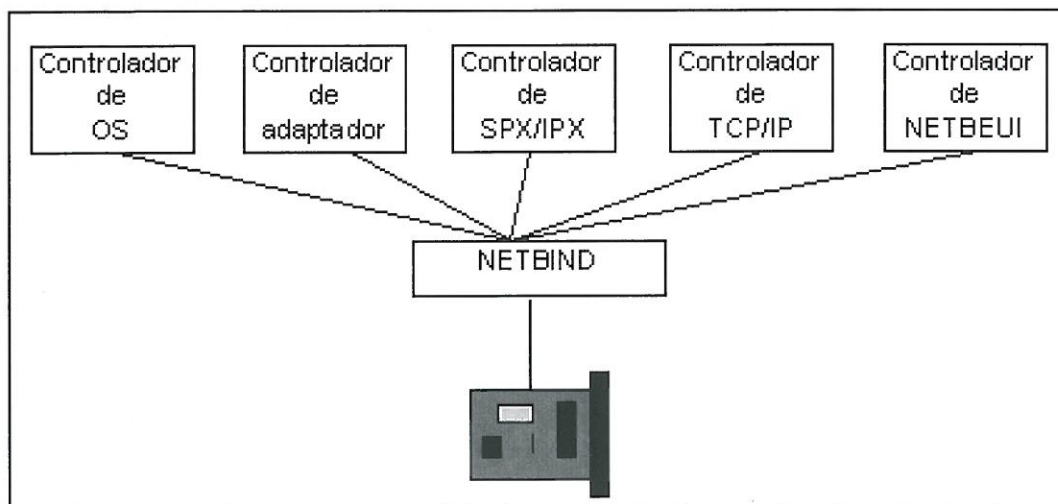 Controlador
de
OS
Controlador
de
adaptador
Controlador
de
SPX/IPX
Controlador
de
TCP/IP
Controlador
de
NETBEUI
NETBIND